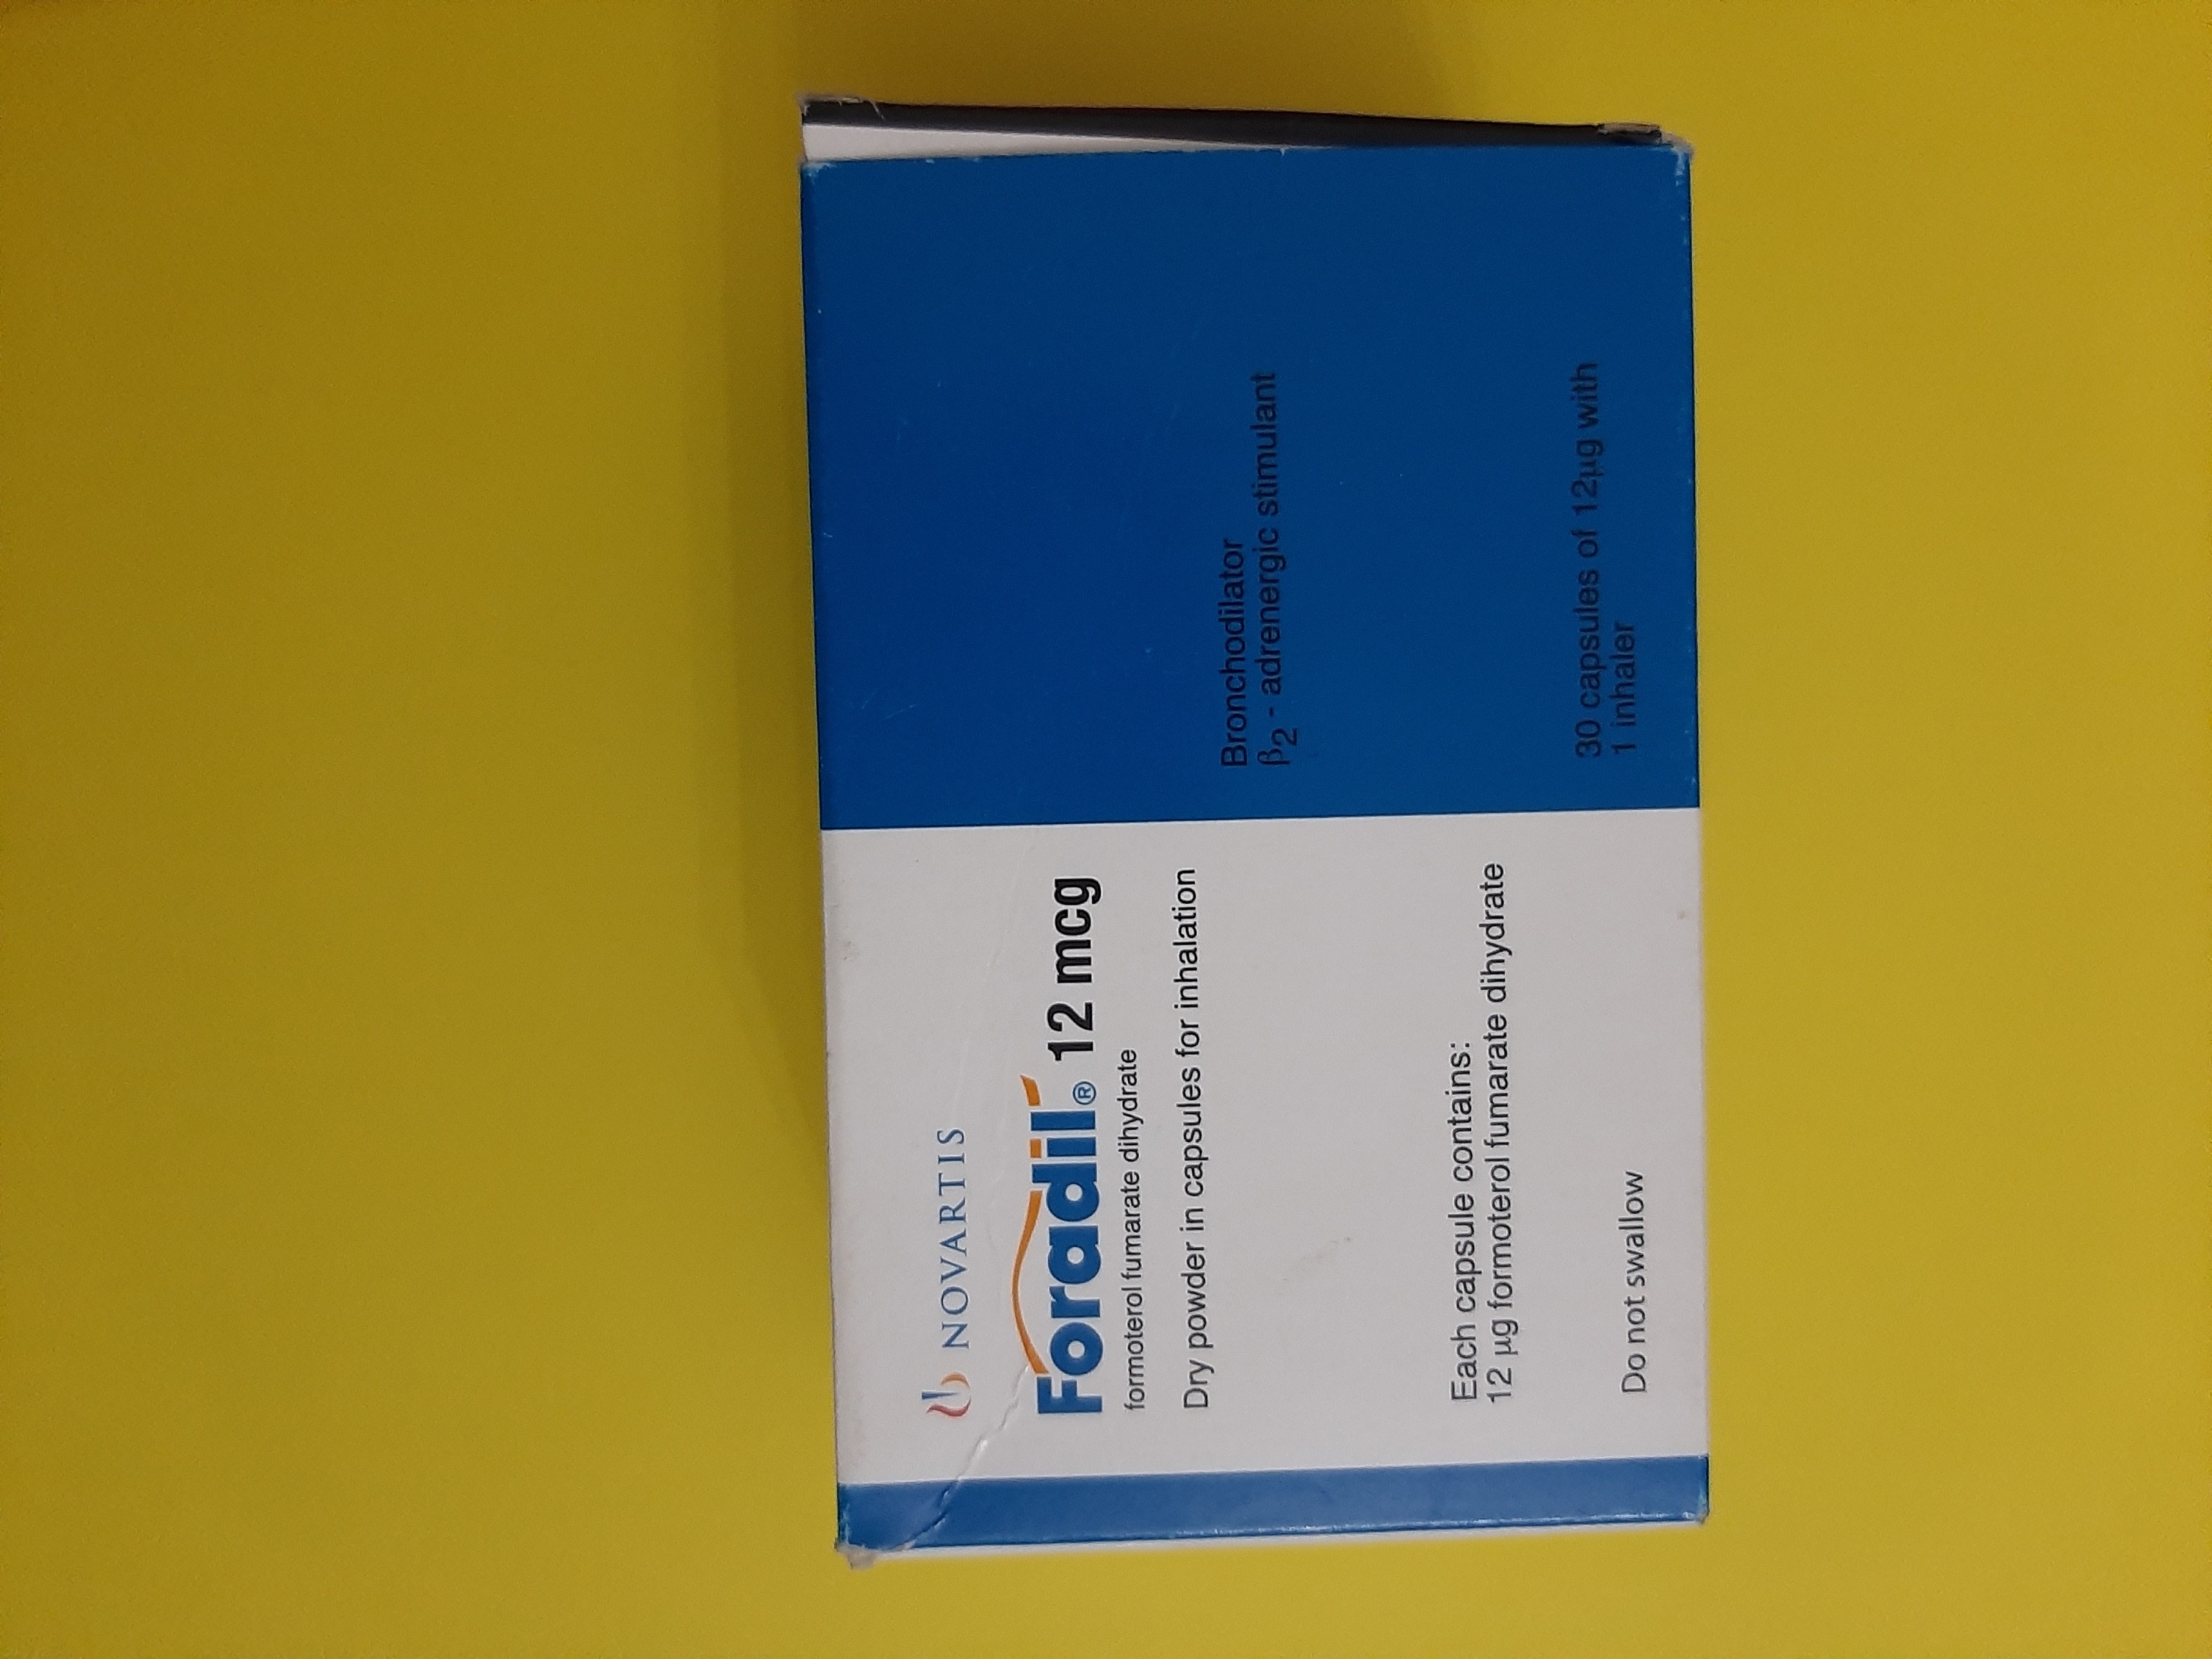 NOVARTIS
Foradil® 12 mcg
formoterol fumarate dihydrate
Dry powder in capsules for inhalation
Bronchodilator
β2 - adrenergic stimulant
Each capsule contains:
12 µg formoterol fumarate dihydrate
30 capsules of 12µg with
1 inhaler
Do not swallow